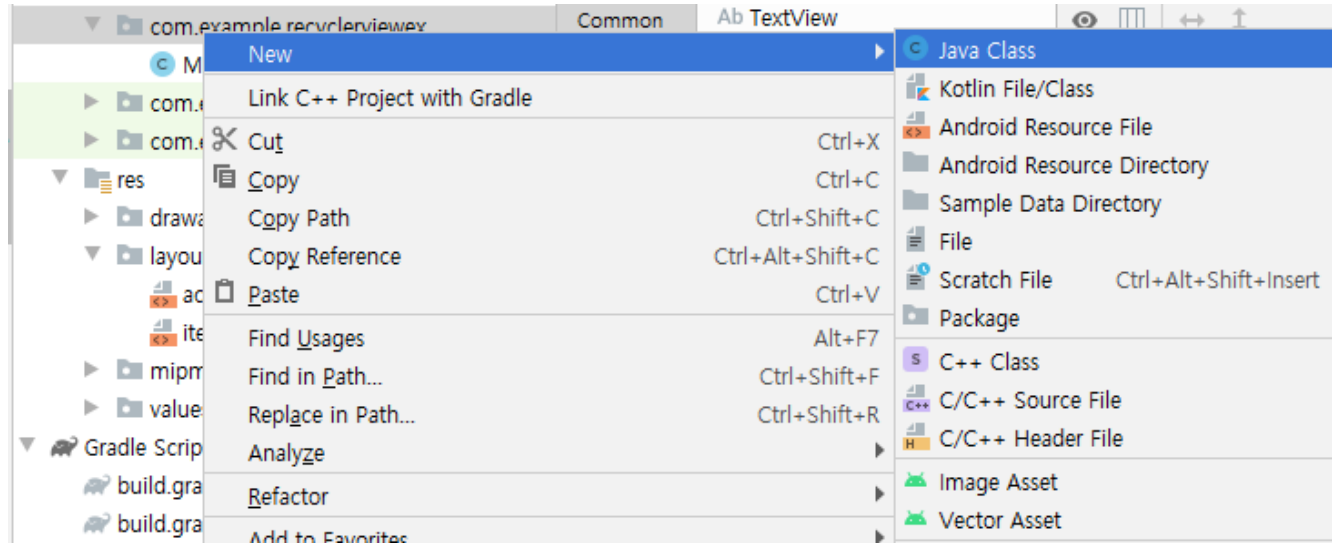 com.example.recyclerviewex
Common
Ab TextView
M
New
Java Class
Link C++ Project with Gradle
Kotlin File/Class
com.e
Cut Ctrl+X
Android Resource File
com.
Copy Ctrl+C
Android Resource Directory
res
Copy Path Ctrl+Shift+C
Sample Data Directory
drawa
Copy Reference Ctrl+Alt+Shift+C
File
layou
Paste Ctrl+V
Scratch File Ctrl+Alt+Shift+Insert
ac
Find Usages Alt+F7
Package
ite
Find in Path... Ctrl+Shift+F
S C++ Class
mipm
Replace in Path... Ctrl+Shift+R
C++ C/C++ Source File
value
Analyze
H C/C++ Header File
Gradle Scrip
Refactor
Image Asset
build.gra
Add to Favorites
Vector Asset
build.gra